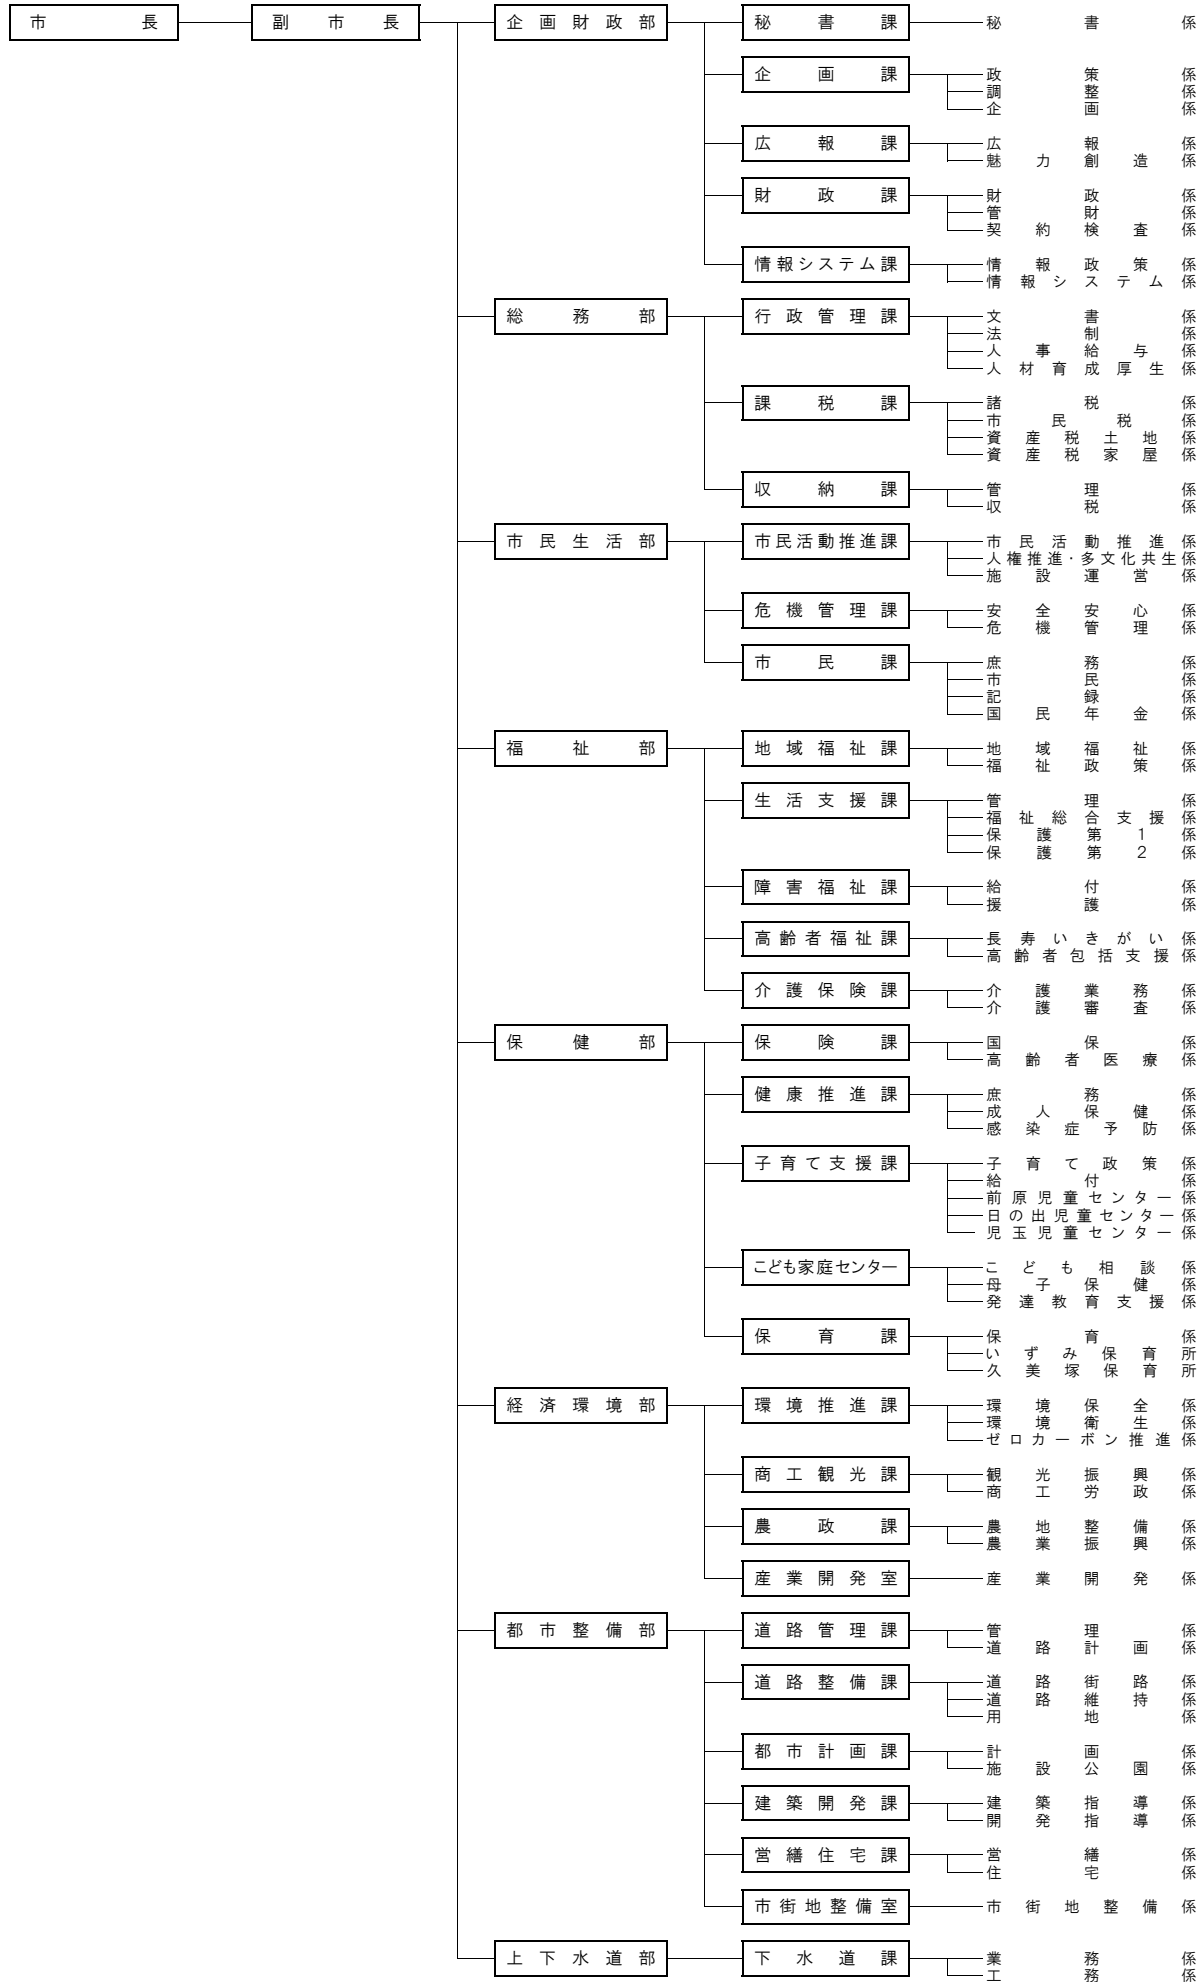 市長 副市長 企画財政部 秘書課 秘書係
企画課 政策係
調整係
企画係
広報課 広報係
魅力創造係
財政課 財政係
管財係
契約検査係
情報システム課 情報政策係
情報システム係
総務部 行政管理課 文書係
法制係
人事給与係
人材育成厚生係
課税課 諸税係
市民税係
資産税土地係
資産税家屋係
収納課 管理係
収税係
市民生活部 市民活動推進課 市民活動推進係
人権推進・多文化共生係
施設運営係
危機管理課 安全安心係
危機管理係
市民課 庶務係
市民係
記録係
国民年金係
福祉部 地域福祉課 地域福祉係
福祉政策係
生活支援課 管理係
福祉総合支援係
保護第1係
保護第2係
障害福祉課 給付係
援護係
高齢者福祉課 長寿いきがい係
高齢者包括支援係
介護保険課 介護業務係
介護審査係
保健部 保険課 国保係
高齢者医療係
健康推進課 庶務係
成人保健係
感染症予防係
子育て支援課 子育て政策係
給付係
前原児童センター係
日の出児童センター係
児玉児童センター係
こども家庭センター こども相談係
母子保健係
発達教育支援係
保育課 保育係
いずみ保育所
久美塚保育所
経済環境部 環境推進課 環境保全係
環境衛生係
ゼロカーボン推進係
商工観光課 観光振興係
商工労政係
農政課 農地整備係
農業振興係
産業開発室 産業開発係
都市整備部 道路管理課 管理係
道路計画係
道路整備課 道路街路係
道路維持係
用地係
都市計画課 計画係
施設公園係
建築開発課 建築指導係
開発指導係
営繕住宅課 営繕係
住宅係
市街地整備室 市街地整備係
上下水道部 下水道課 業務係
工務係